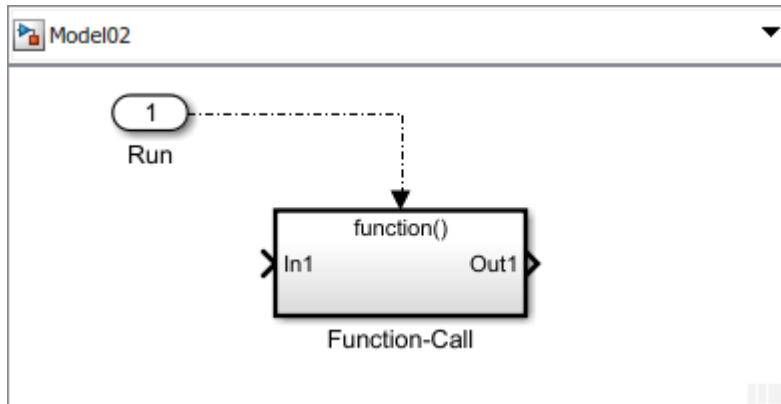 Model02
1
Run
function()
In1
Out1
Function-Call